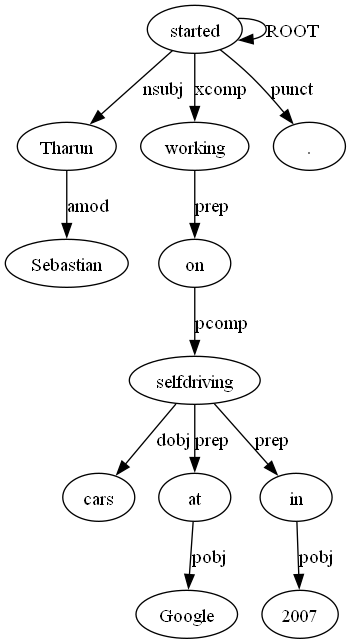 started ROOT
nsubj xcomp punct
Tharun working .
amod prep
Sebastian on
pcomp
selfdriving
dobj prep prep
cars at in
pobj pobj
Google 2007